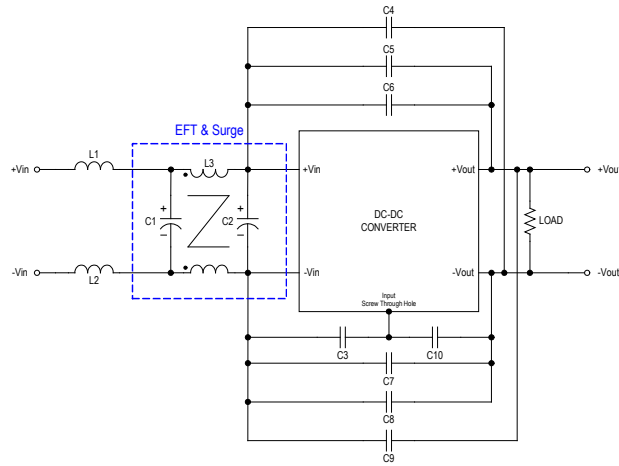 C4
C5
C6
EFT & Surge
L1
L3
+Vin
+Vin
+Vout
+Vou
+
C1
−
+
C2
−
DC-DC
CONVERTER
LOAD
-Vin
-Vin
-Vout
-Vout
L2
Input
Screw Through Hole
C3
C10
C7
C8
C9